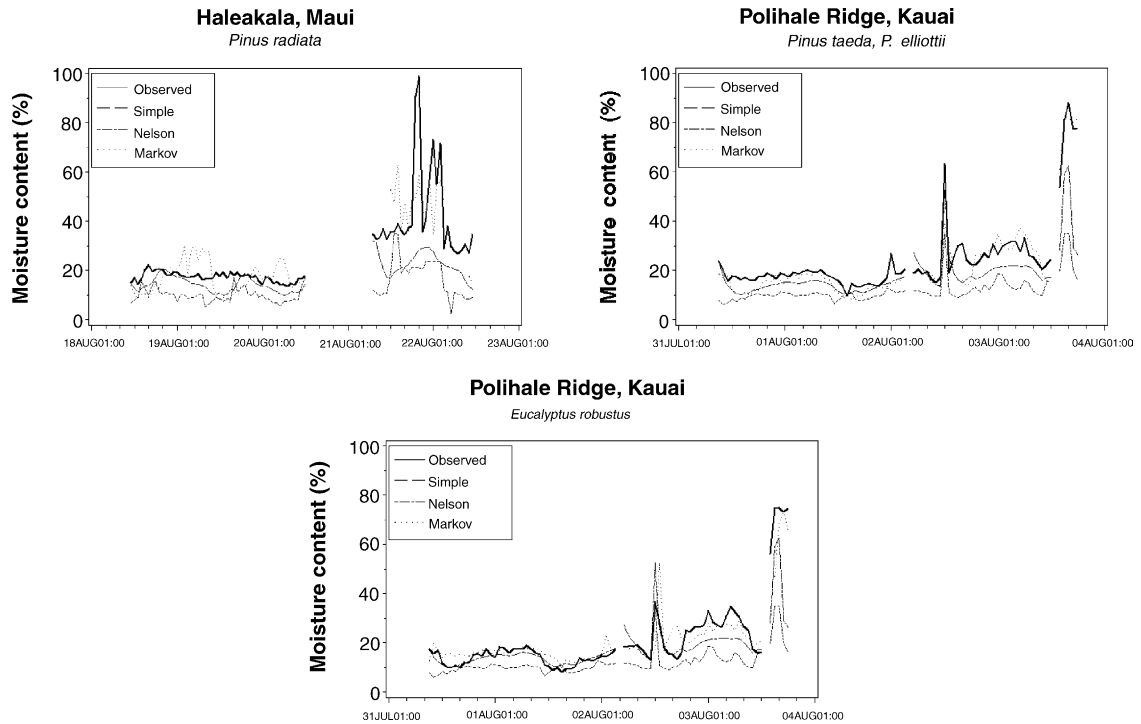 Haleakala, Maui
Pinus radiata
Moisture content (%)
100
80
60
40
20
0
Observed
Simple
Nelson
Markov
18AUG01:00
19AUG01:00
20AUG01:00
21AUG01:00
22AUG01:00
23AUG01:00
Polihale Ridge, Kauai
Pinus taeda, P. elliottii
Moisture content (%)
100
80
60
40
20
0
Observed
Simple
Nelson
Markov
31JUL01:00
01AUG01:00
02AUG01:00
03AUG01:00
04AUG01:00
Polihale Ridge, Kauai
Eucalyptus robustus
Moisture content (%)
100
80
60
40
20
0
Observed
Simple
Nelson
Markov
31JUL01:00
01AUG01:00
02AUG01:00
03AUG01:00
04AUG01:00